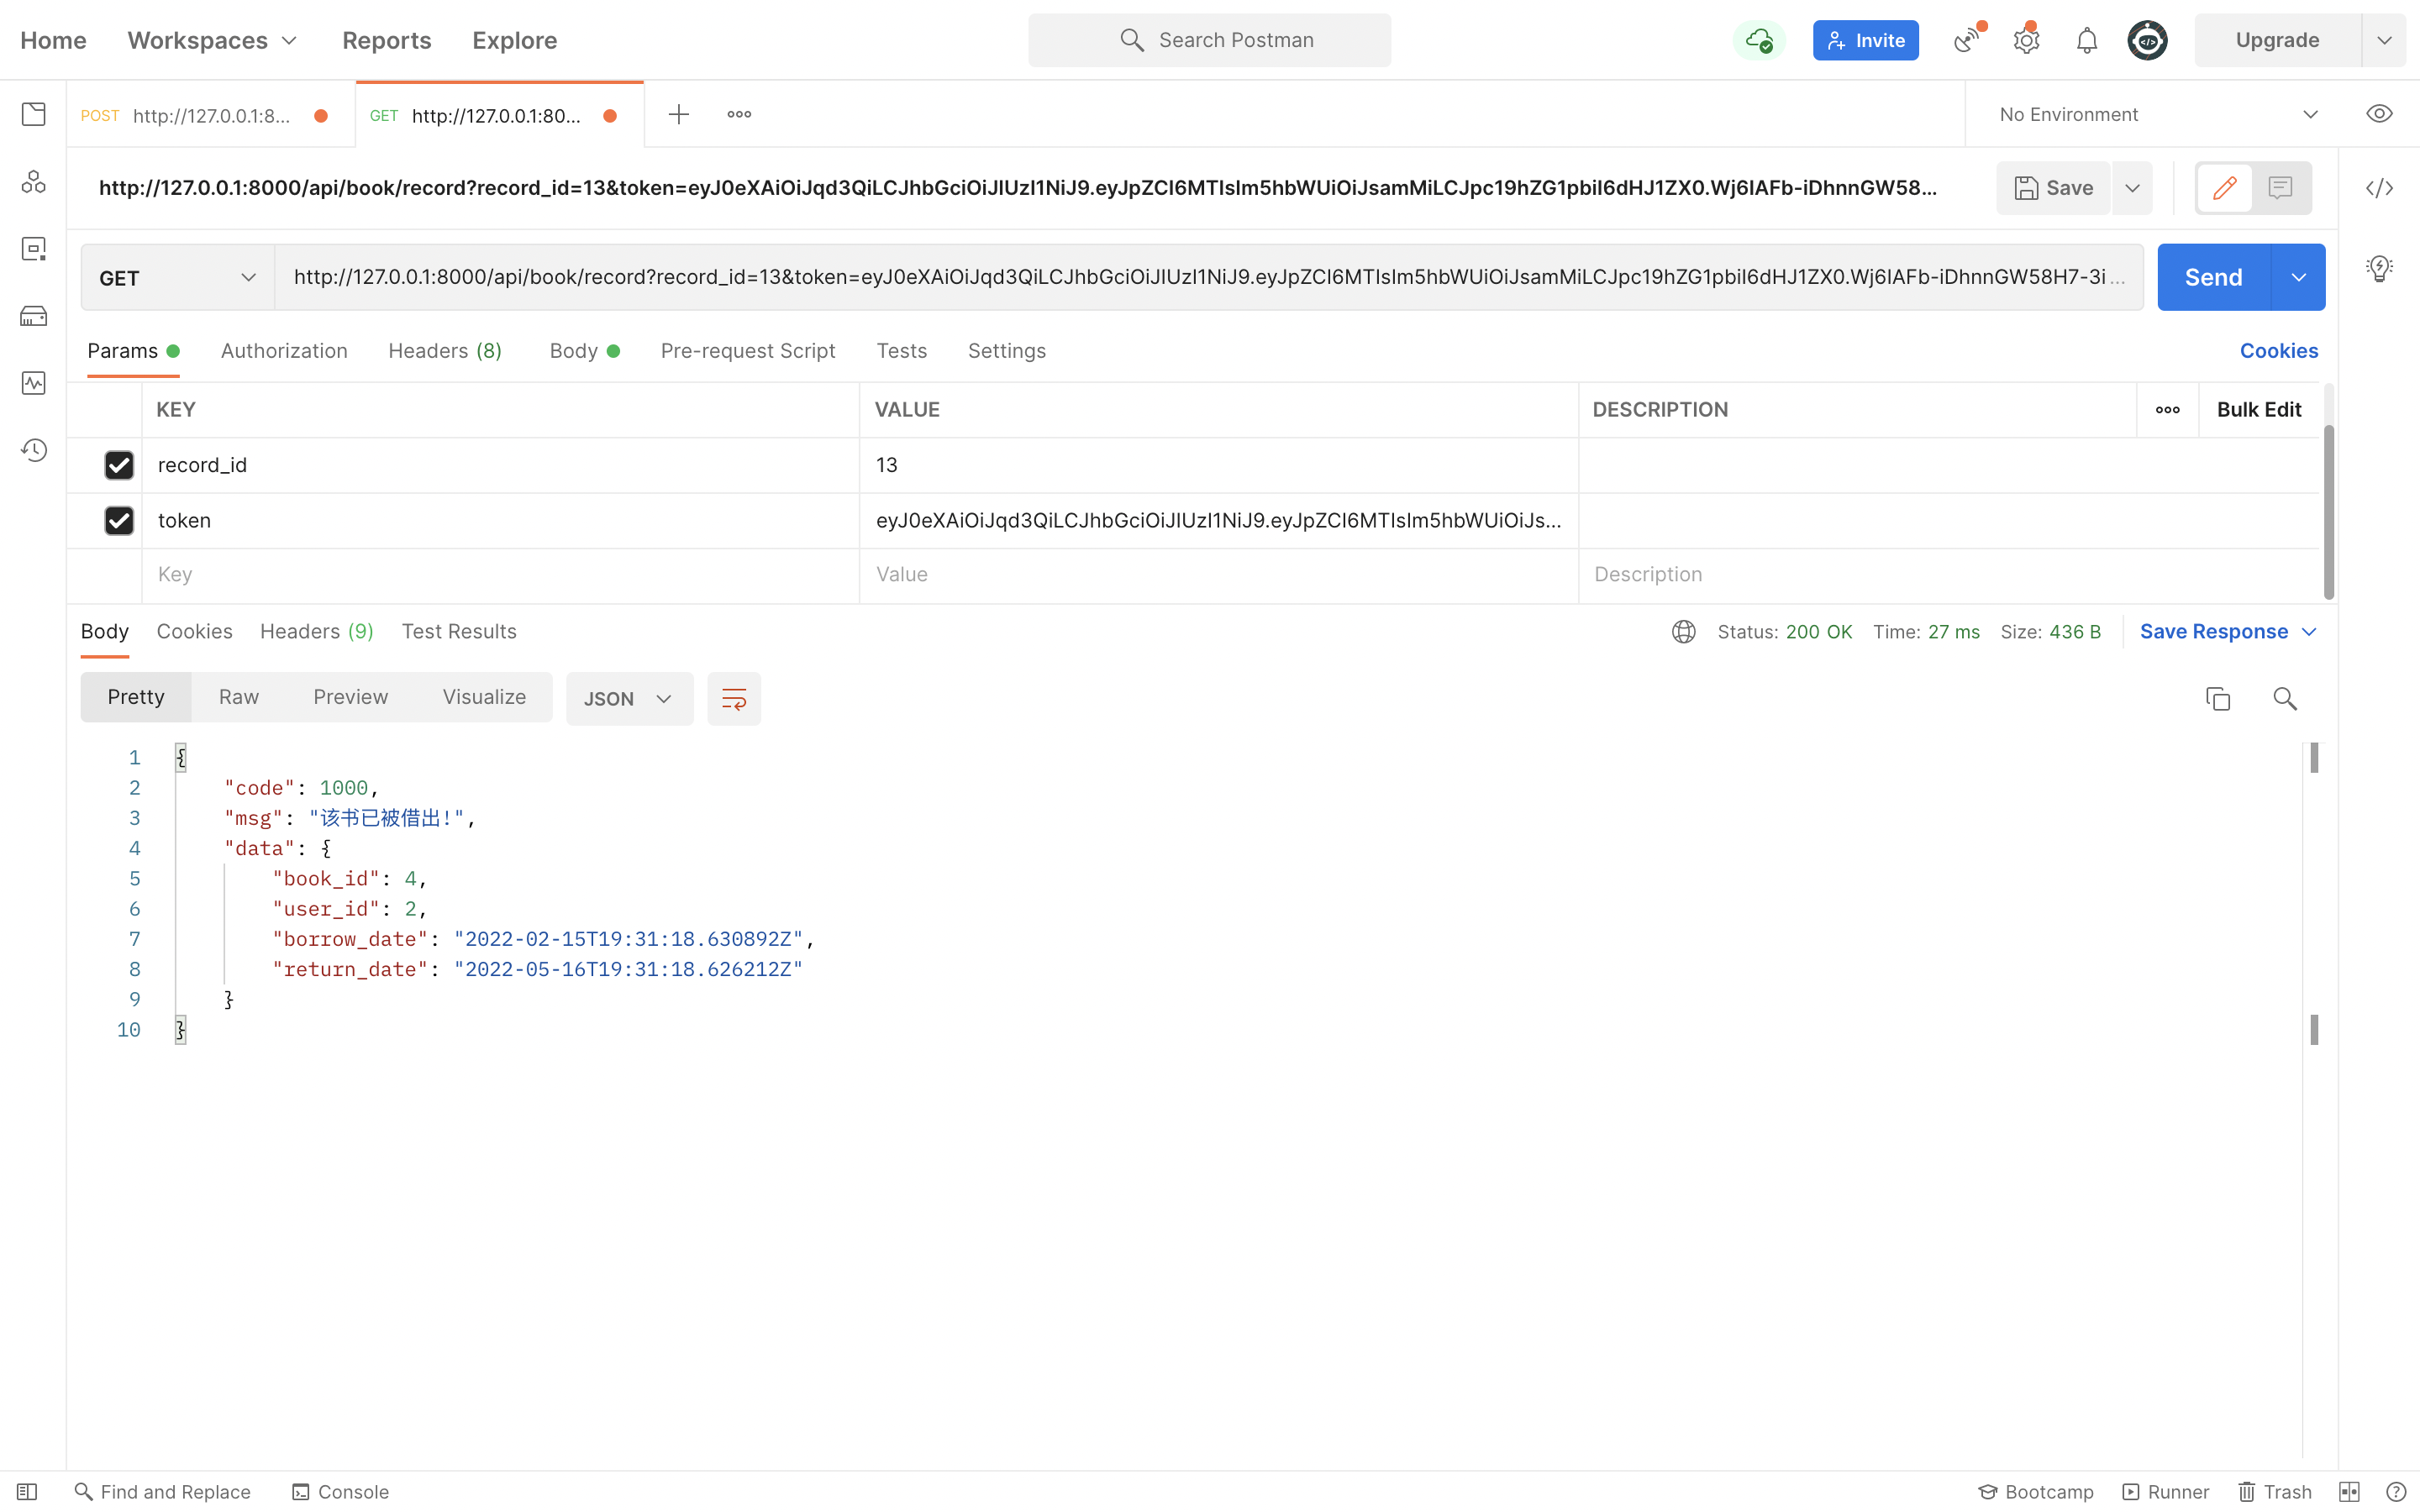 Home Workspaces Reports Explore Search Postman Invite Upgrade
POST http://127.0.0.1:8... GET http://127.0.0.1:80... No Environment
http://127.0.0.1:8000/api/book/record?record_id=13&token=eyJ0eXAiOiJqd3QiLCJhbGciOiJIUzI1NiJ9.eyJpZCI6MTIsIm5hbWUiOiJsamMiLCJpc19hZG1pbiI6dHJ1ZX0.Wj6IAFb-iDhnnGW58... Save
GET http://127.0.0.1:8000/api/book/record?record_id=13&token=eyJ0eXAiOiJqd3QiLCJhbGciOiJIUzI1NiJ9.eyJpZCI6MTIsIm5hbWUiOiJsamMiLCJpc19hZG1pbiI6dHJ1ZX0.Wj6IAFb-iDhnnGW58H7-3i... Send
Params Authorization Headers (8) Body Pre-request Script Tests Settings Cookies
KEY VALUE DESCRIPTION Bulk Edit
record_id 13
token eyJ0eXAiOiJqd3QiLCJhbGciOiJIUzI1NiJ9.eyJpZCI6MTIsIm5hbWUiOiJs...
Key Value Description
Body Cookies Headers (9) Test Results Status: 200 OK Time: 27 ms Size: 436 B Save Response
Pretty Raw Preview Visualize JSON
1 {
2 "code": 1000,
3 "msg": "该书已被借出!",
4 "data": {
5 "book_id": 4,
6 "user_id": 2,
7 "borrow_date": "2022-02-15T19:31:18.630892Z",
8 "return_date": "2022-05-16T19:31:18.626212Z"
9 }
10 }
Find and Replace Console Bootcamp Runner Trash